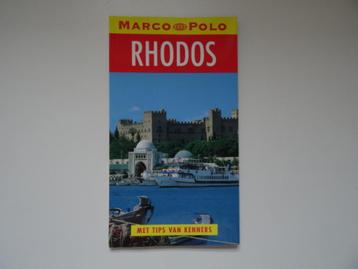 MARCO POLO
RHODOS
MET TIPS VAN KENNERS